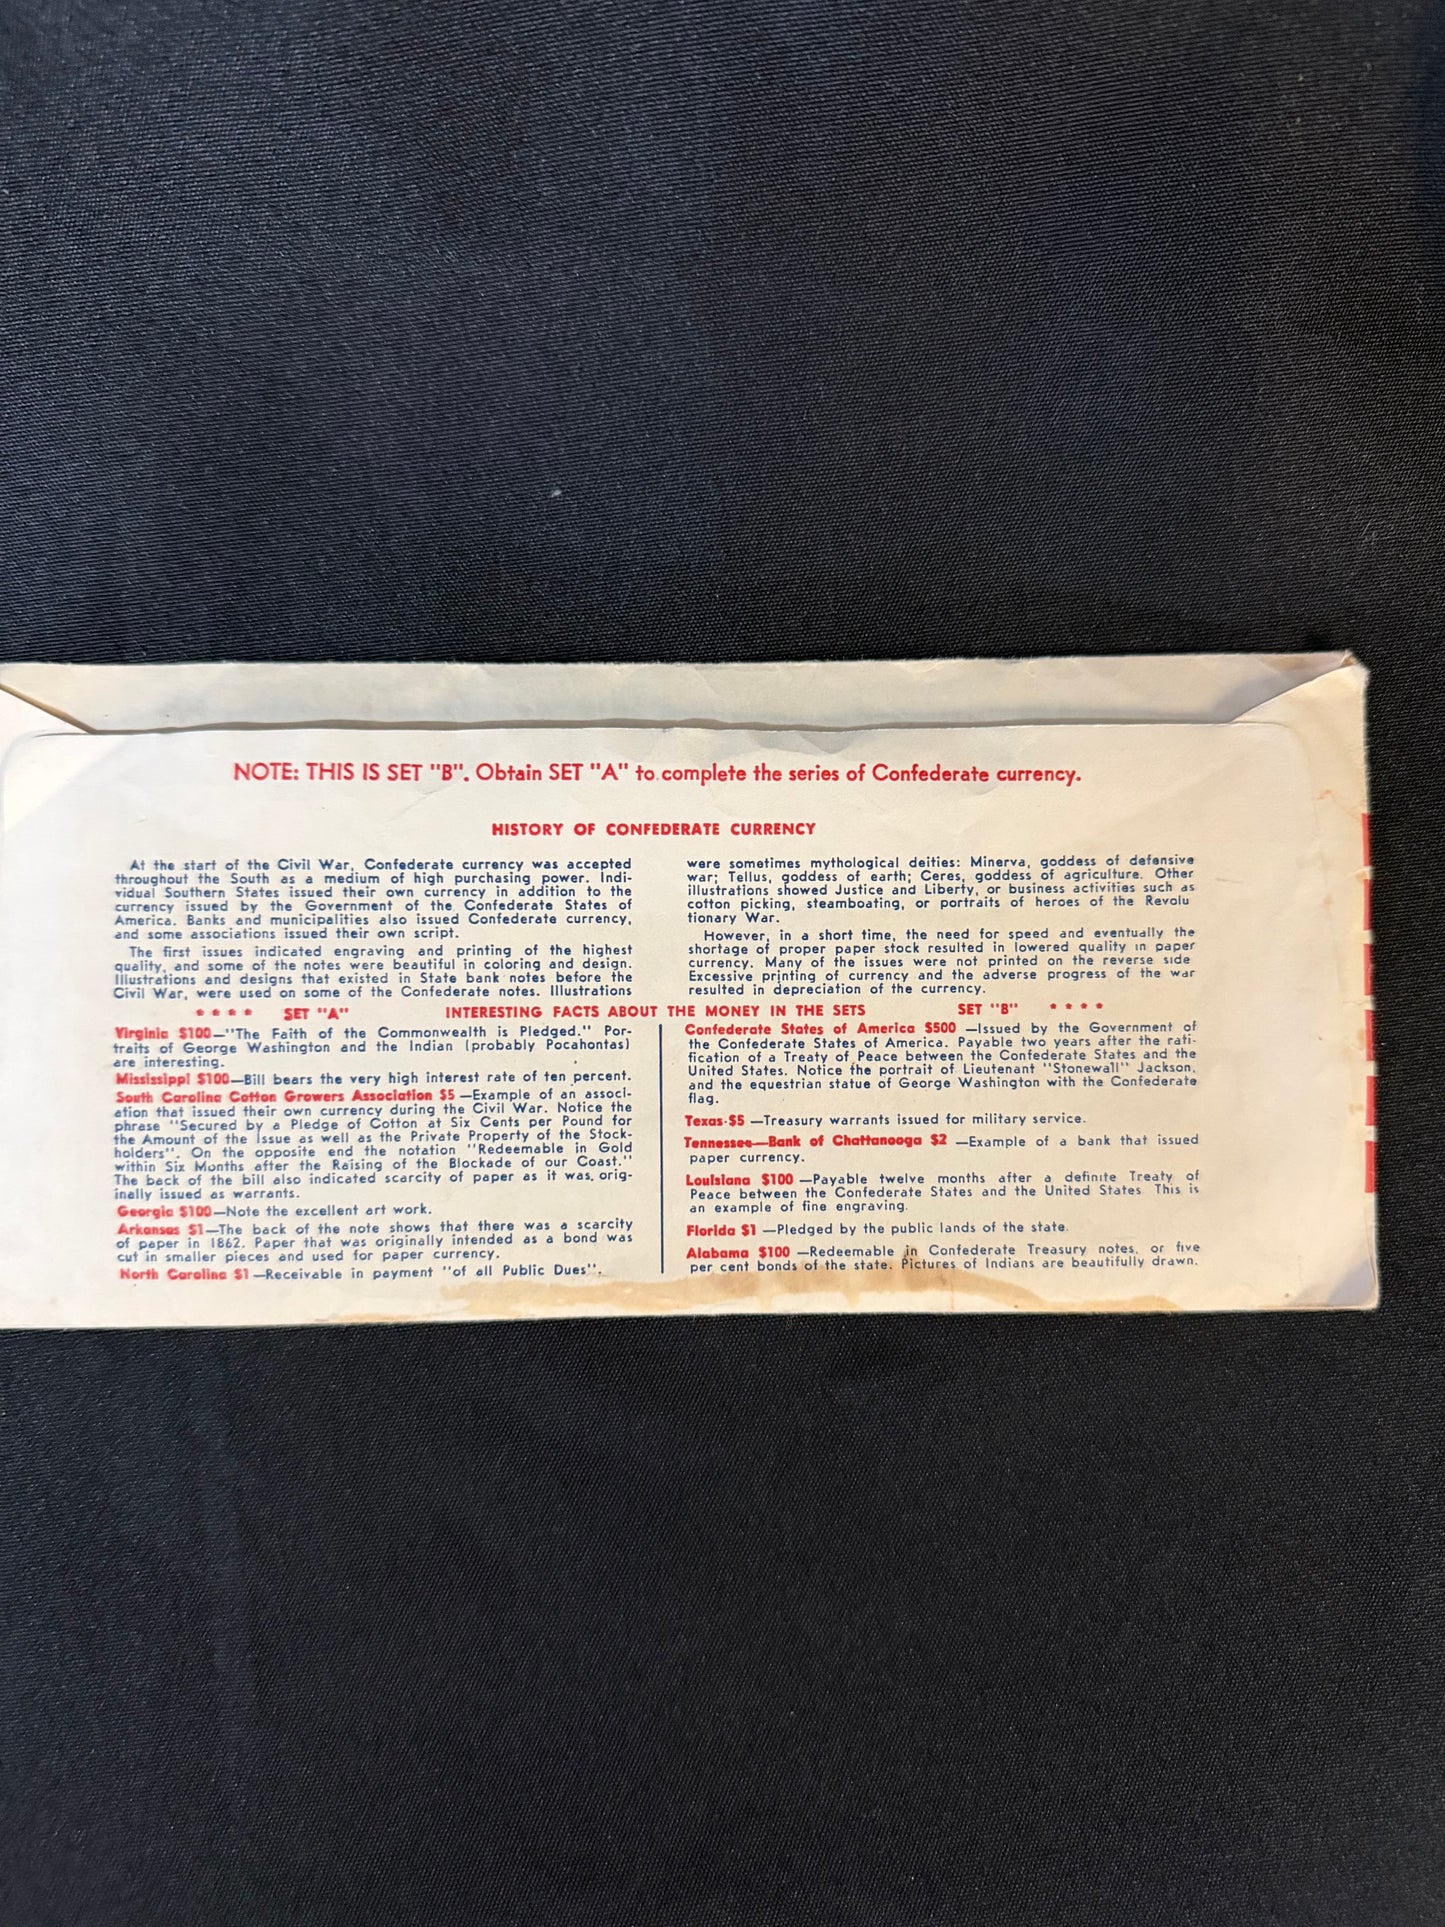 NOTE: THIS IS SET "B". Obtain SET "A" to complete the series of Confederate currency.
HISTORY OF CONFEDERATE CURRENCY
At the start of the Civil War, Confederate currency was accepted
throughout the South as a medium of high purchasing power. Indi-
vidual Southern States issued their own currency in addition to the
currency issued by the Government of the Confederate States of
America. Banks and municipalities also issued Confederate currency,
and some associations issued their own script.
The first issues indicated engraving and printing of the highest
quality, and some of the notes were beautiful in coloring and design.
Illustrations and designs that existed in State bank notes before the
Civil War, were used on some of the Confederate notes. Illustrations
were sometimes mythological deities: Minerva, goddess of defensive
war; Tellus, goddess of earth; Ceres, goddess of agriculture. Other
illustrations showed Justice and Liberty, or business activities such as
cotton picking, steamboating, or portraits of heroes of the Revolu
tionary War.
However, in a short time, the need for speed and eventually the
shortage of proper paper stock resulted in lowered quality in paper
currency. Many of the issues were not printed on the reverse side
Excessive printing of currency and the adverse progress of the war
resulted in depreciation of the currency.
* * * * SET "A" INTERESTING FACTS ABOUT THE MONEY IN THE SETS SET "B" * * * *
Virginia $100—"The Faith of the Commonwealth is Pledged." Por-
traits of George Washington and the Indian (probably Pocahontas)
are interesting.
Mississippi $100—Bill bears the very high interest rate of ten percent.
South Carolina Cotton Growers Association $5—Example of an associ-
ation that issued their own currency during the Civil War. Notice the
phrase "Secured by a Pledge of Cotton at Six Cents per Pound for
the Amount of the Issue as well as the Private Property of the Stock-
holders". On the opposite end the notation "Redeemable in Gold
within Six Months after the Raising of the Blockade of our Coast."
The back of the bill also indicated scarcity of paper as it was orig-
inally issued as warrants.
Georgia $100—Note the excellent art work.
Arkansas $1—The back of the note shows that there was a scarcity
of paper in 1862. Paper that was originally intended as a bond was
cut in smaller pieces and used for paper currency.
North Carolina $1—Receivable in payment "of all Public Dues".
Confederate States of America $500—Issued by the Government of
the Confederate States of America. Payable two years after the rati-
fication of a Treaty of Peace between the Confederate States and the
United States. Notice the portrait of Lieutenant "Stonewall" Jackson,
and the equestrian statue of George Washington with the Confederate
flag.
Texas $5—Treasury warrants issued for military service.
Tennessee—Bank of Chattanooga $2—Example of a bank that issued
paper currency.
Louisiana $100—Payable twelve months after a definite Treaty of
Peace between the Confederate States and the United States This is
an example of fine engraving.
Florida $1—Pledged by the public lands of the state.
Alabama $100—Redeemable in Confederate Treasury notes, or five
per cent bonds of the state. Pictures of Indians are beautifully drawn.